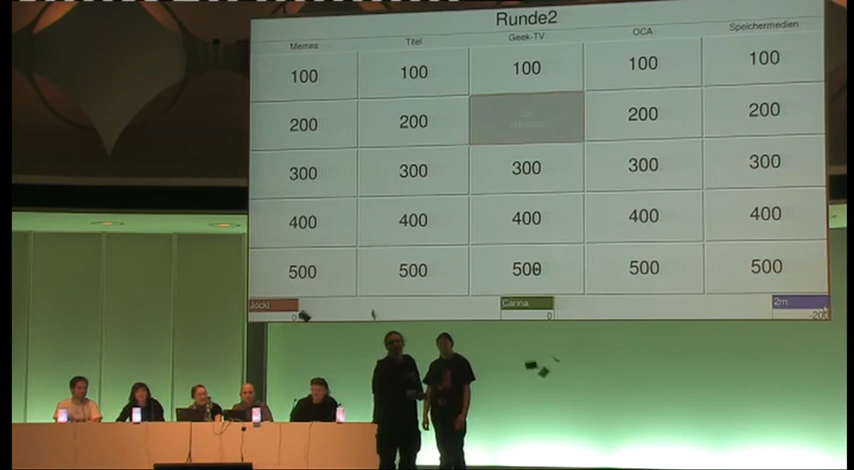 Runde2
Memes Titel Geek-TV OCA Speichermedien
100 100 100 100 100
200 200 200 200
300 300 300 300 300
400 400 400 400 400
500 500 500 500 500
Jocki Carina 2m
0 0 -200